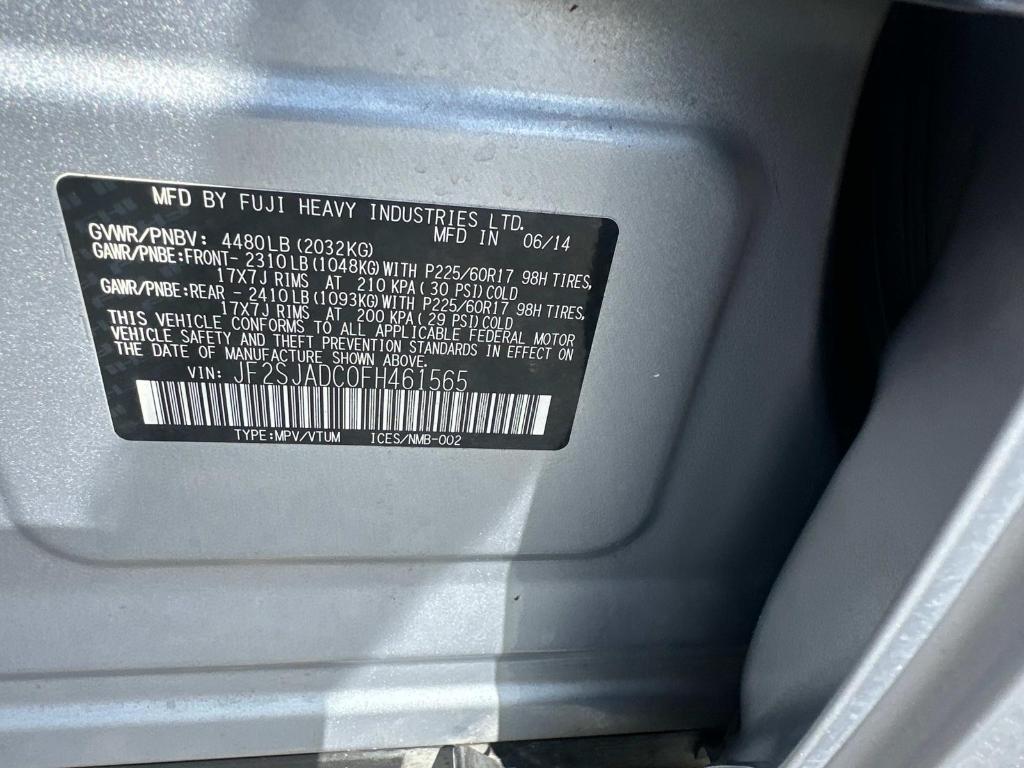 MFD BY FUJI HEAVY INDUSTRIES LTD.
GVWR/PNBV: 4480LB (2032KG) MFD IN 06/14
GAWR/PNBE:FRONT- 2310LB (1048KG) WITH P225/60R17 98H TIRES,
17X7J RIMS AT 210 KPA ( 30 PSI) COLD
GAWR/PNBE:REAR - 2410LB (1093KG) WITH P225/60R17 98H TIRES,
17X7J RIMS AT 200 KPA ( 29 PSI) COLD
THIS VEHICLE CONFORMS TO ALL APPLICABLE FEDERAL MOTOR
VEHICLE SAFETY AND THEFT PREVENTION STANDARDS IN EFFECT ON
THE DATE OF MANUFACTURE SHOWN ABOVE.
VIN: JF2SJADC0FH461565
TYPE:MPV/VTUM ICES/NMB-002